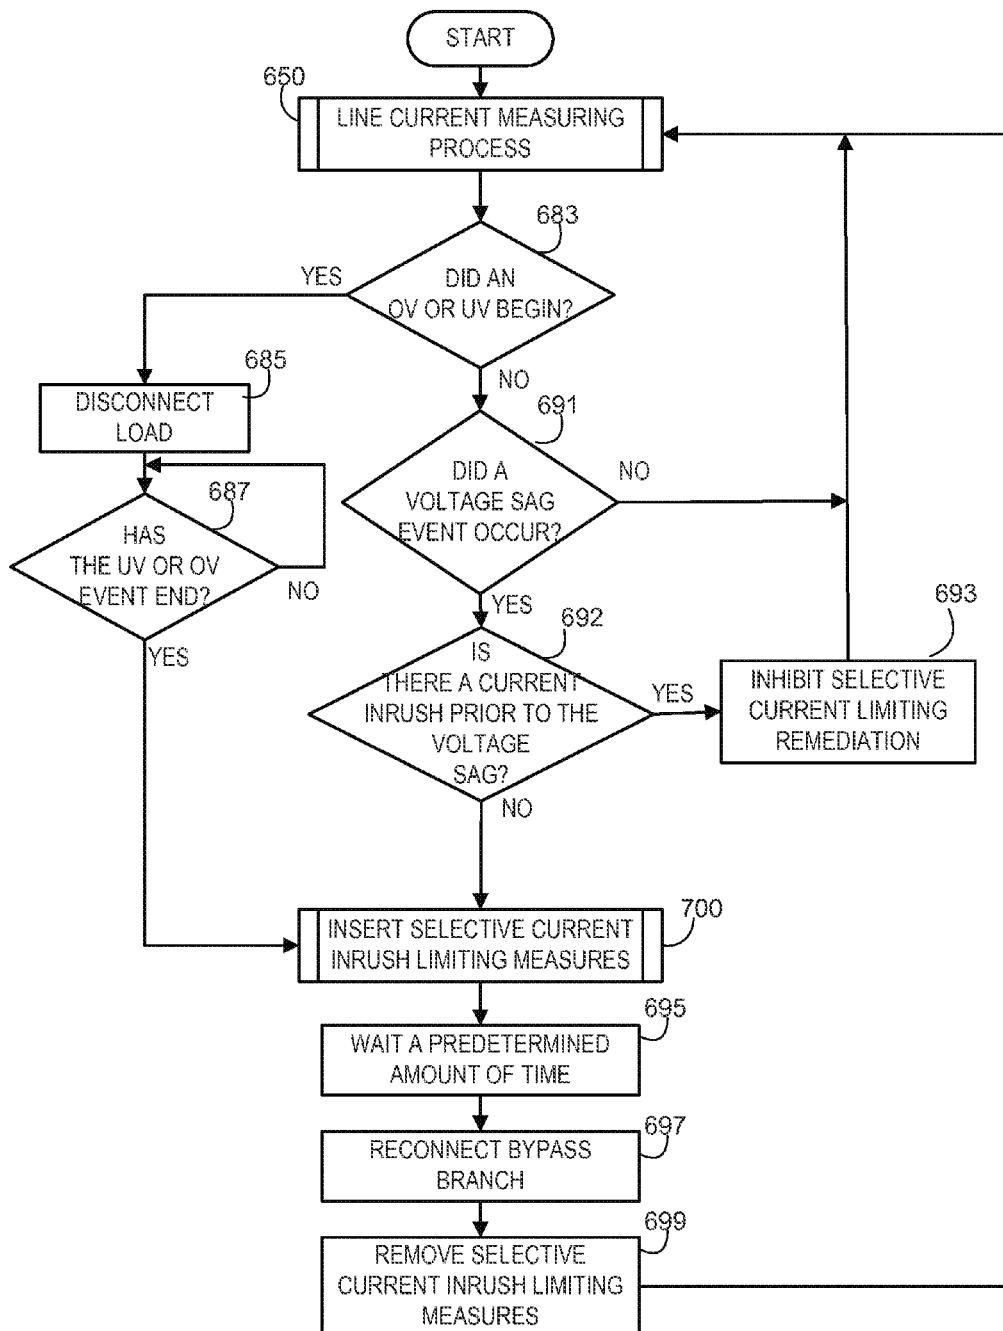 START
650
LINE CURRENT MEASURING
PROCESS
683
YES
DID AN
OV OR UV BEGIN?
NO
685
DISCONNECT
LOAD
691
DID A
VOLTAGE SAG
EVENT OCCUR?
NO
687
HAS
THE UV OR OV
EVENT END?
NO
YES
YES
692
IS
THERE A CURRENT
INRUSH PRIOR TO THE
VOLTAGE
SAG?
YES
693
INHIBIT SELECTIVE
CURRENT LIMITING
REMEDIATION
NO
700
INSERT SELECTIVE CURRENT
INRUSH LIMITING MEASURES
695
WAIT A PREDETERMINED
AMOUNT OF TIME
697
RECONNECT BYPASS
BRANCH
699
REMOVE SELECTIVE
CURRENT INRUSH LIMITING
MEASURES